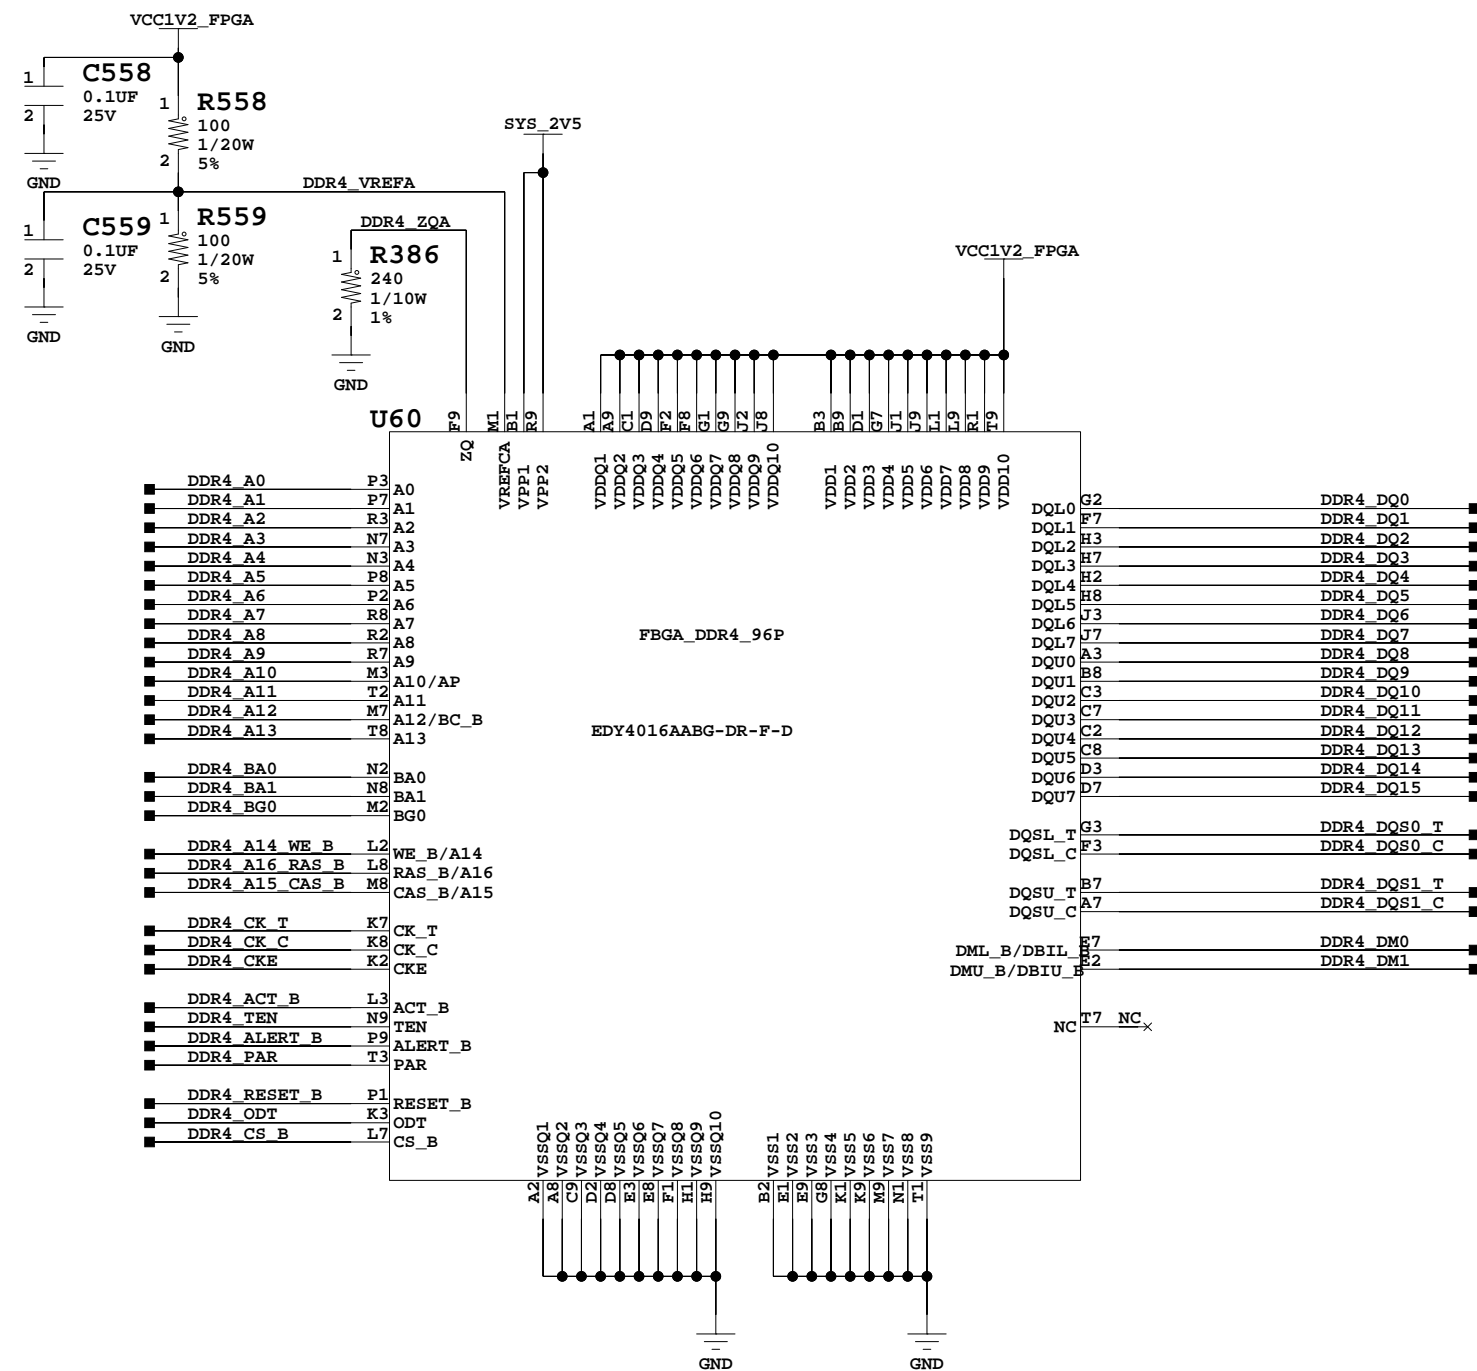 VCC1V2_FPGA
1
C558
0.1UF
25V
2
GND
1
R558
100
1/20W
5%
2
SYS_2V5
DDR4_VREFA
1
C559
0.1UF
25V
2
GND
1
R559
100
1/20W
5%
2
GND
DDR4_ZQA
1
R386
240
1/10W
1%
2
GND
VCC1V2_FPGA
U60
F9 M1 B1 R9 A1 A9 C1 D9 F2 F8 G1 G9 J2 J8 B3 B9 D1 G7 J1 J9 L1 L9 R1 T9
ZQ VREFCA VPP1 VPP2 VDDQ1 VDDQ2 VDDQ3 VDDQ4 VDDQ5 VDDQ6 VDDQ7 VDDQ8 VDDQ9 VDDQ10 VDD1 VDD2 VDD3 VDD4 VDD5 VDD6 VDD7 VDD8 VDD9 VDD10
DDR4_A0 P3 A0
DDR4_A1 P7 A1
DDR4_A2 R3 A2
DDR4_A3 N7 A3
DDR4_A4 N3 A4
DDR4_A5 P8 A5
DDR4_A6 P2 A6
DDR4_A7 R8 A7
DDR4_A8 R2 A8
DDR4_A9 R7 A9
DDR4_A10 M3 A10/AP
DDR4_A11 T2 A11
DDR4_A12 M7 A12/BC_B
DDR4_A13 T8 A13
DDR4_BA0 N2 BA0
DDR4_BA1 N8 BA1
DDR4_BG0 M2 BG0
DDR4_A14_WE_B L2 WE_B/A14
DDR4_A16_RAS_B L8 RAS_B/A16
DDR4_A15_CAS_B M8 CAS_B/A15
DDR4_CK_T K7 CK_T
DDR4_CK_C K8 CK_C
DDR4_CKE K2 CKE
DDR4_ACT_B L3 ACT_B
DDR4_TEN N9 TEN
DDR4_ALERT_B P9 ALERT_B
DDR4_PAR T3 PAR
DDR4_RESET_B P1 RESET_B
DDR4_ODT K3 ODT
DDR4_CS_B L7 CS_B
FBGA_DDR4_96P
EDY4016AABG-DR-F-D
DQL0 G2 DDR4_DQ0
DQL1 F7 DDR4_DQ1
DQL2 H3 DDR4_DQ2
DQL3 H7 DDR4_DQ3
DQL4 H2 DDR4_DQ4
DQL5 H8 DDR4_DQ5
DQL6 J3 DDR4_DQ6
DQL7 J7 DDR4_DQ7
DQU0 A3 DDR4_DQ8
DQU1 B8 DDR4_DQ9
DQU2 C3 DDR4_DQ10
DQU3 C7 DDR4_DQ11
DQU4 C2 DDR4_DQ12
DQU5 C8 DDR4_DQ13
DQU6 D3 DDR4_DQ14
DQU7 D7 DDR4_DQ15
DQSL_T G3 DDR4_DQS0_T
DQSL_C F3 DDR4_DQS0_C
DQSU_T B7 DDR4_DQS1_T
DQSU_C A7 DDR4_DQS1_C
DML_B/DBIL_B E7 DDR4_DM0
DMU_B/DBIU_B E2 DDR4_DM1
NC T7 NC
VSSQ1 VSSQ2 VSSQ3 VSSQ4 VSSQ5 VSSQ6 VSSQ7 VSSQ8 VSSQ9 VSSQ10 VSS1 VSS2 VSS3 VSS4 VSS5 VSS6 VSS7 VSS8 VSS9
A2 A8 C9 D2 D8 E3 E8 F1 H1 H9 B2 E1 E9 G8 K1 K9 M9 N1 T1
GND
GND